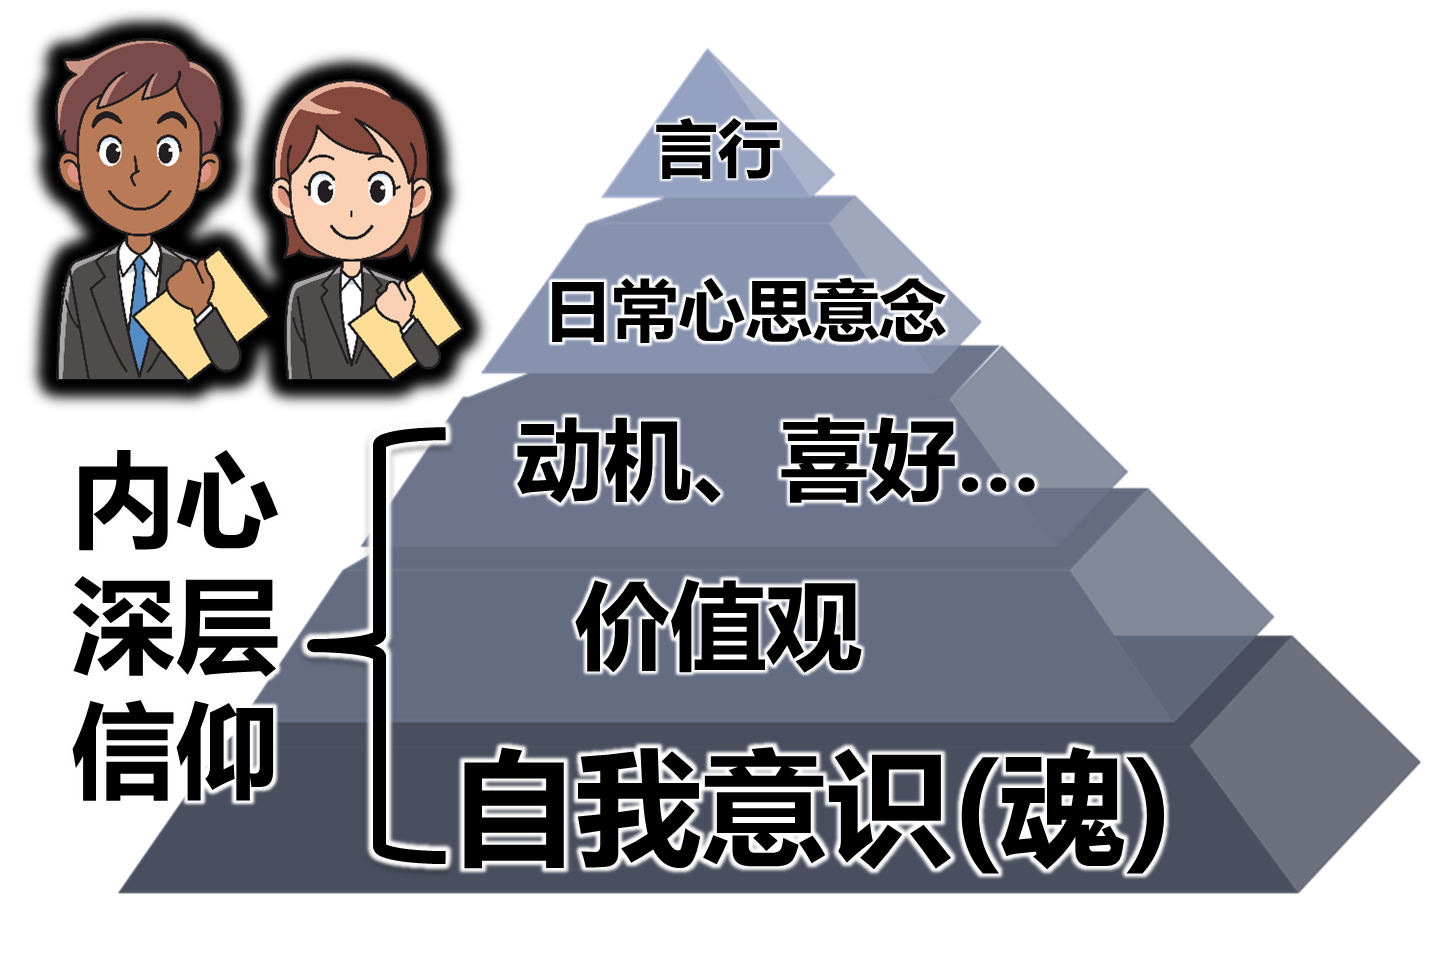 言行
日常心思意念
动机、喜好...
价值观
自我意识(魂)
内心
深层
信仰